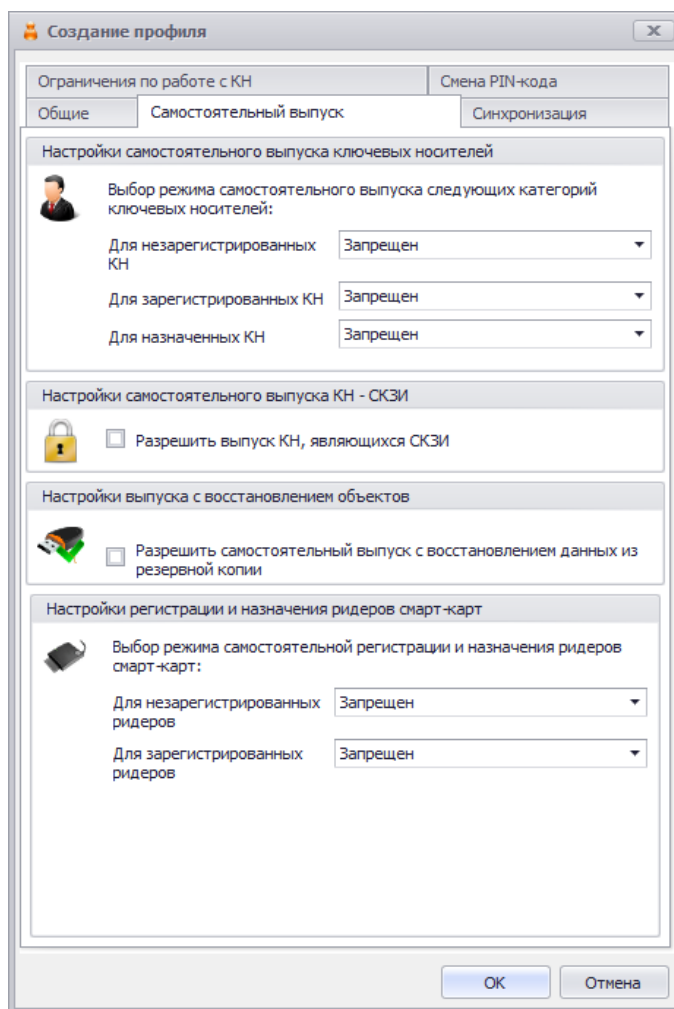 Создание профиля
Ограничения по работе с КН
Смена PIN-кода
Общие
Самостоятельный выпуск
Синхронизация
Настройки самостоятельного выпуска ключевых носителей
Выбор режима самостоятельного выпуска следующих категорий
ключевых носителей:
Для незарегистрированных
КН
Запрещен
Для зарегистрированных КН
Запрещен
Для назначенных КН
Запрещен
Настройки самостоятельного выпуска КН - СКЗИ
Разрешить выпуск КН, являющихся СКЗИ
Настройки выпуска с восстановлением объектов
Разрешить самостоятельный выпуск с восстановлением данных из
резервной копии
Настройки регистрации и назначения ридеров смарт-карт
Выбор режима самостоятельной регистрации и назначения ридеров
смарт-карт:
Для незарегистрированных
ридеров
Запрещен
Для зарегистрированных
ридеров
Запрещен
OK
Отмена